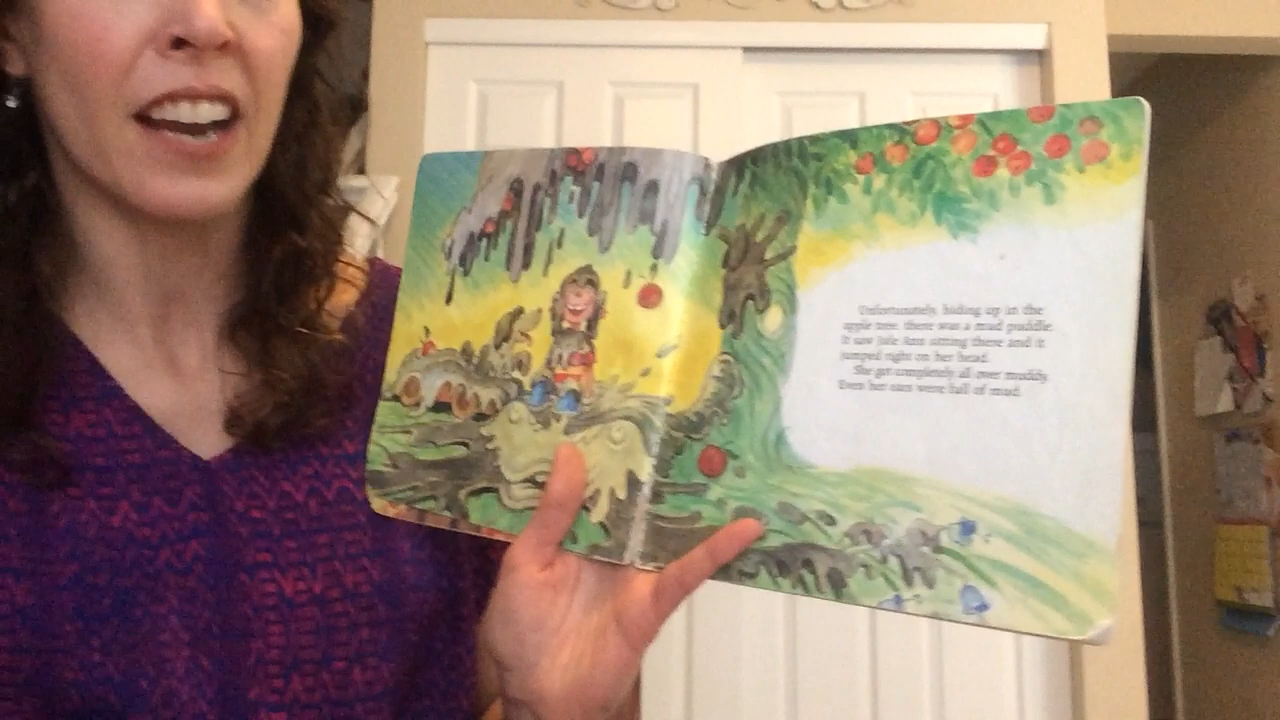 Unfortunately, hiding up in the
apple tree, there was a mud puddle.
It saw Jule Ann sitting there and it
jumped right on her head.
She got completely all over muddy.
Even her ears were full of mud.